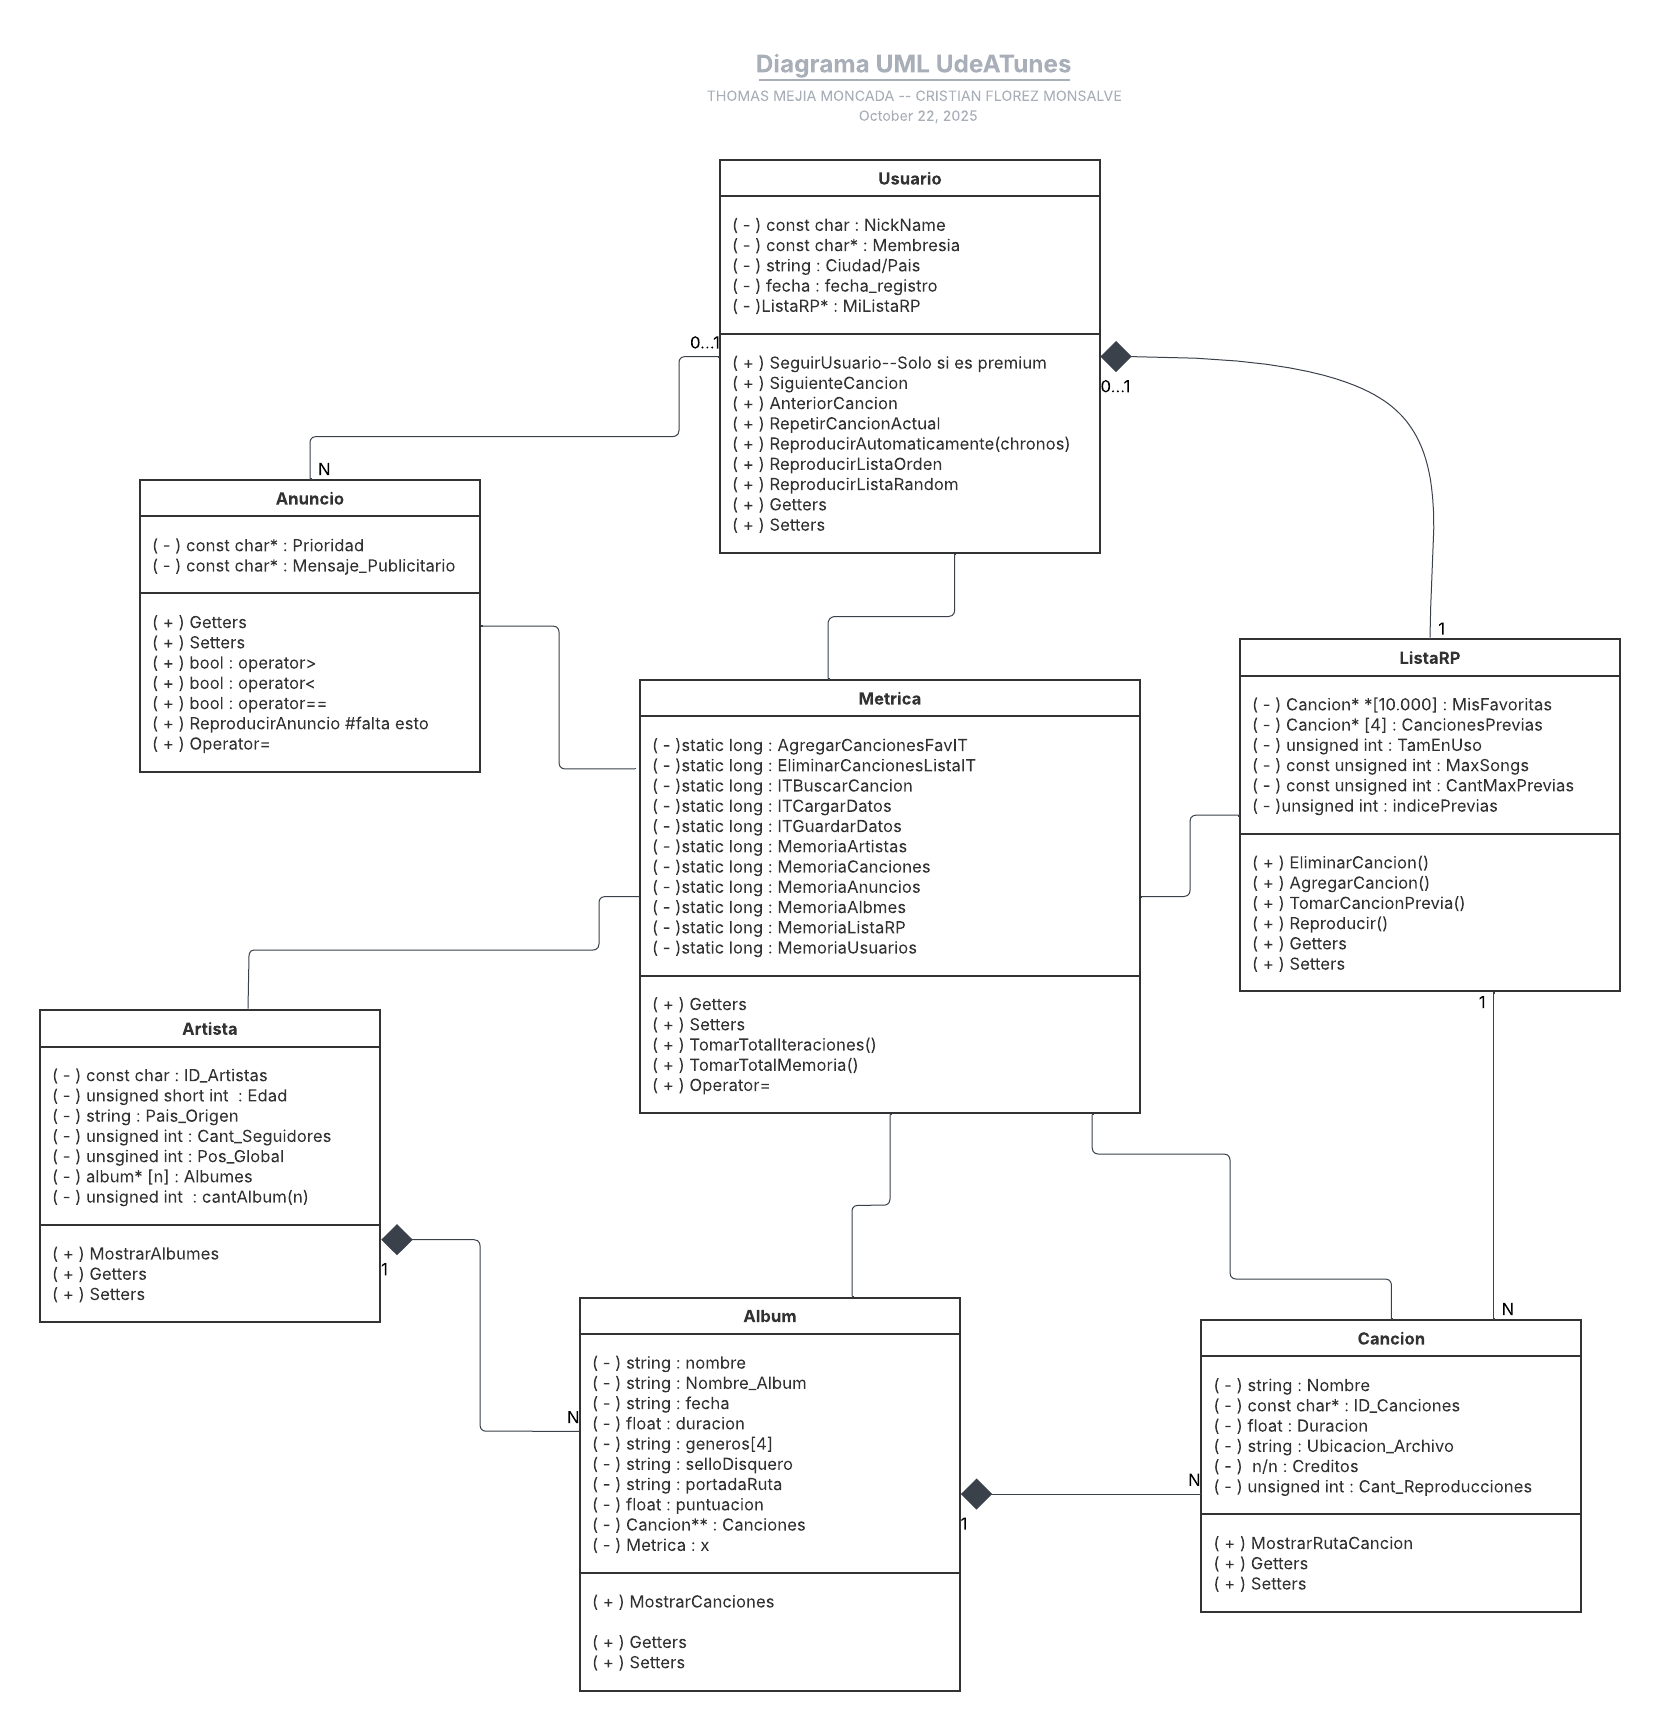 Diagrama UML UdeATunes
THOMAS MEJIA MONCADA -- CRISTIAN FLOREZ MONSALVE
October 22, 2025
Usuario
( - ) const char : NickName
( - ) const char* : Membresia
( - ) string : Ciudad/Pais
( - ) fecha : fecha_registro
( - )ListaRP* : MiListaRP
0...1
( + ) SeguirUsuario--Solo si es premium
( + ) SiguienteCancion
( + ) AnteriorCancion
( + ) RepetirCancionActual
( + ) ReproducirAutomaticamente(chronos)
( + ) ReproducirListaOrden
( + ) ReproducirListaRandom
( + ) Getters
( + ) Setters
0...1
N
Anuncio
( - ) const char* : Prioridad
( - ) const char* : Mensaje_Publicitario
( + ) Getters
( + ) Setters
( + ) bool : operator>
( + ) bool : operator<
( + ) bool : operator==
( + ) ReproducirAnuncio #falta esto
( + ) Operator=
1
ListaRP
( - ) Cancion* *[10.000] : MisFavoritas
( - ) Cancion* [4] : CancionesPrevias
( - ) unsigned int : TamEnUso
( - ) const unsigned int : MaxSongs
( - ) const unsigned int : CantMaxPrevias
( - )unsigned int : indicePrevias
( + ) EliminarCancion()
( + ) AgregarCancion()
( + ) TomarCancionPrevia()
( + ) Reproducir()
( + ) Getters
( + ) Setters
1
Metrica
( - )static long : AgregarCancionesFavIT
( - )static long : EliminarCancionesListaIT
( - )static long : ITBuscarCancion
( - )static long : ITCargarDatos
( - )static long : ITGuardarDatos
( - )static long : MemoriaArtistas
( - )static long : MemoriaCanciones
( - )static long : MemoriaAnuncios
( - )static long : MemoriaAlbmes
( - )static long : MemoriaListaRP
( - )static long : MemoriaUsuarios
( + ) Getters
( + ) Setters
( + ) TomarTotalIteraciones()
( + ) TomarTotalMemoria()
( + ) Operator=
Artista
( - ) const char : ID_Artistas
( - ) unsigned short int : Edad
( - ) string : Pais_Origen
( - ) unsigned int : Cant_Seguidores
( - ) unsgined int : Pos_Global
( - ) album* [n] : Albumes
( - ) unsigned int : cantAlbum(n)
( + ) MostrarAlbumes
( + ) Getters
( + ) Setters
1
N
Album
( - ) string : nombre
( - ) string : Nombre_Album
( - ) string : fecha
( - ) float : duracion
( - ) string : generos[4]
( - ) string : selloDisquero
( - ) string : portadaRuta
( - ) float : puntuacion
( - ) Cancion** : Canciones
( - ) Metrica : x
( + ) MostrarCanciones
( + ) Getters
( + ) Setters
1
N
N
Cancion
( - ) string : Nombre
( - ) const char* : ID_Canciones
( - ) float : Duracion
( - ) string : Ubicacion_Archivo
( - ) n/n : Creditos
( - ) unsigned int : Cant_Reproducciones
( + ) MostrarRutaCancion
( + ) Getters
( + ) Setters